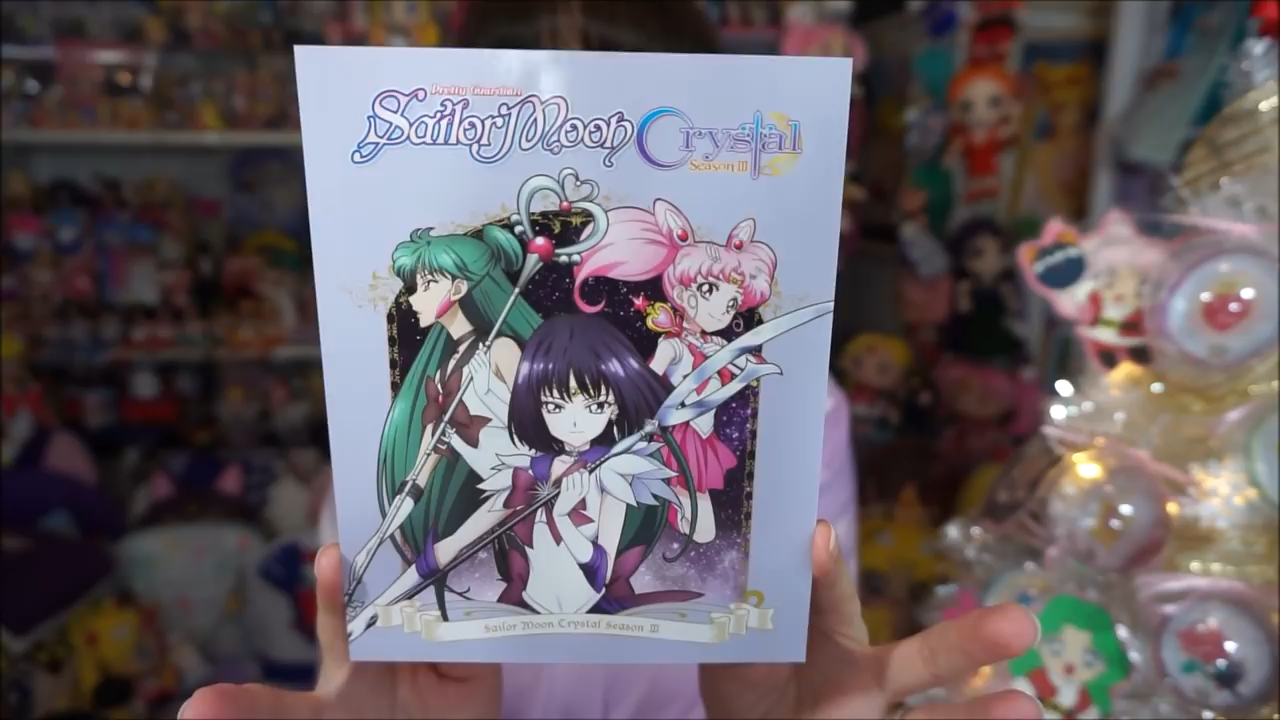 Pretty Guardian
Sailor Moon Crystal
Season III
Sailor Moon Crystal Season III